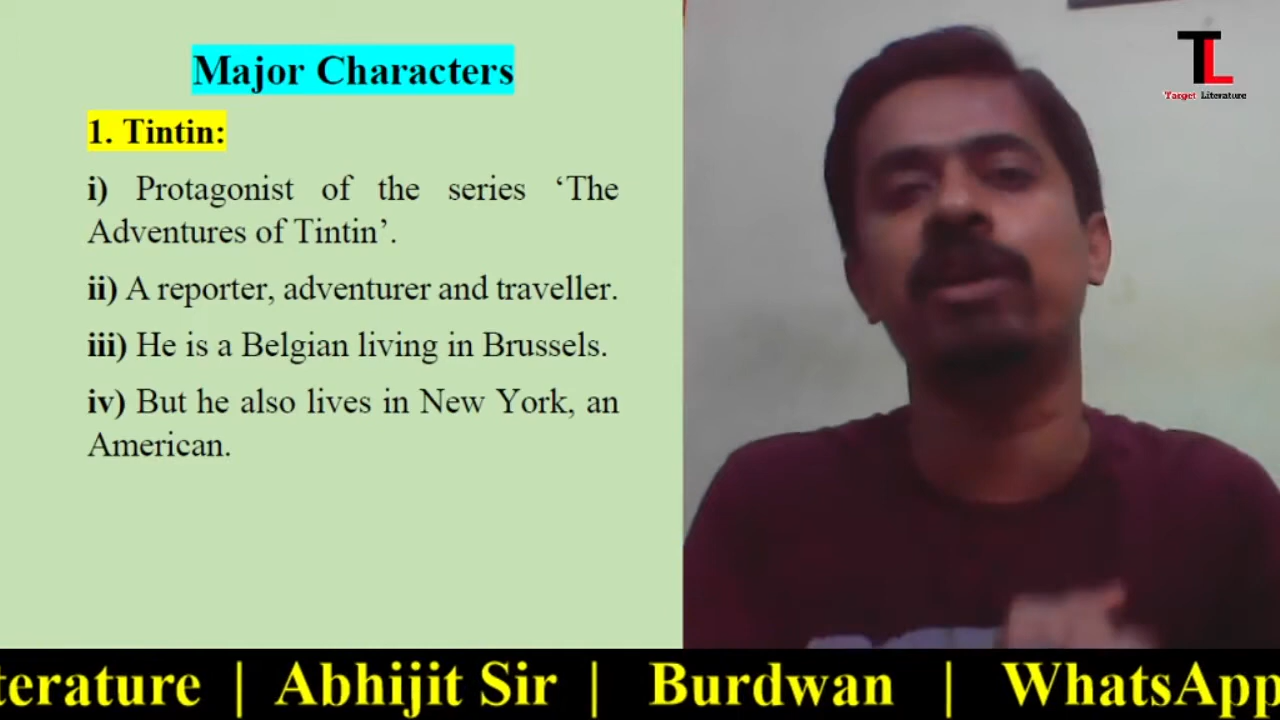 Major Characters
1. Tintin:
i) Protagonist of the series ‘The
Adventures of Tintin’.
ii) A reporter, adventurer and traveller.
iii) He is a Belgian living in Brussels.
iv) But he also lives in New York, an
American.
TL
Target Literature
terature | Abhijit Sir | Burdwan | WhatsApp